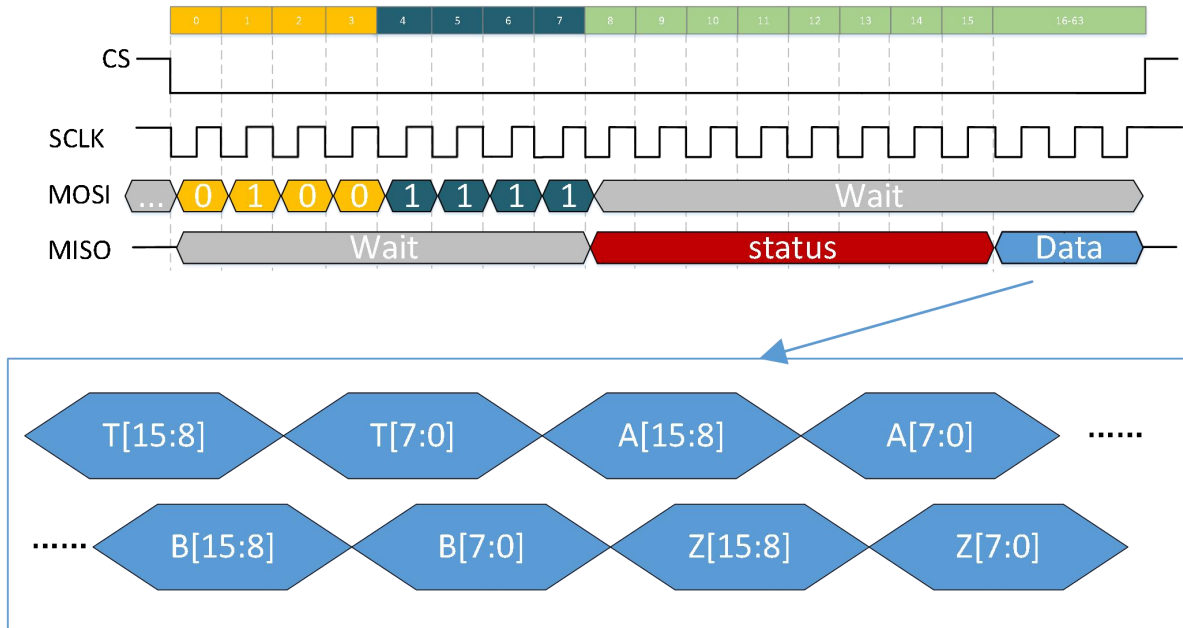 0 1 2 3 4 5 6 7 8 9 10 11 12 13 14 15 16-63
CS
SCLK
MOSI ... 0 1 0 0 1 1 1 1 Wait
MISO Wait status Data
T[15:8] T[7:0] A[15:8] A[7:0] ......
...... B[15:8] B[7:0] Z[15:8] Z[7:0]